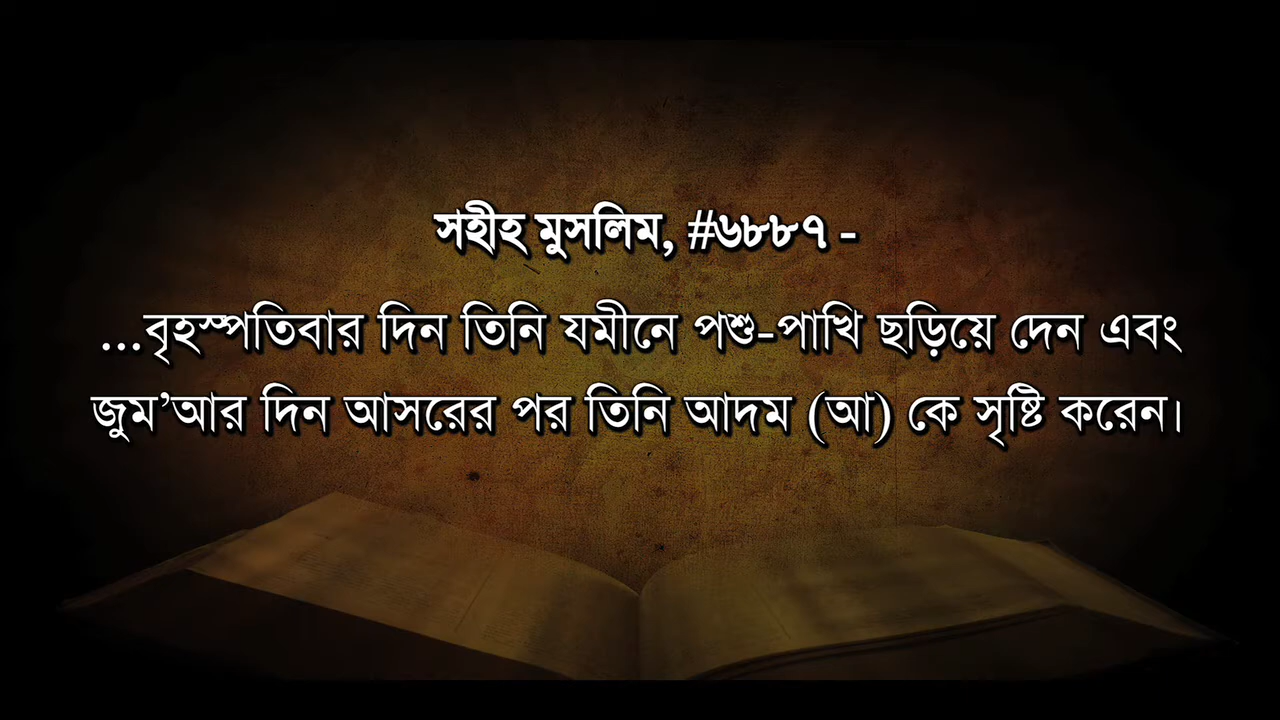 সহীহ মুসলিম, #৬৮৮৭ -
...বৃহস্পতিবার দিন তিনি যমীনে পশু-পাখি ছড়িয়ে দেন এবং
জুম’আর দিন আসরের পর তিনি আদম (আ) কে সৃষ্টি করেন।